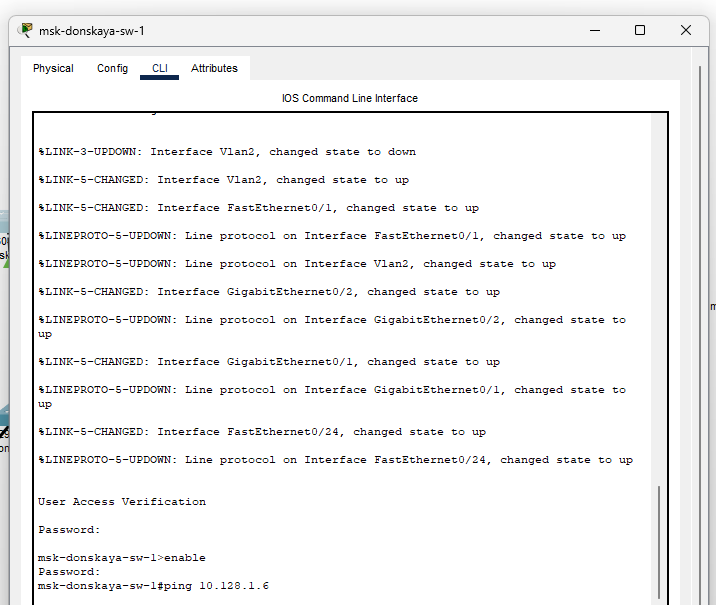 msk-donskaya-sw-1
Physical Config CLI Attributes
IOS Command Line Interface
%LINK-3-UPDOWN: Interface Vlan2, changed state to down
%LINK-5-CHANGED: Interface Vlan2, changed state to up
%LINK-5-CHANGED: Interface FastEthernet0/1, changed state to up
%LINEPROTO-5-UPDOWN: Line protocol on Interface FastEthernet0/1, changed state to up
%LINEPROTO-5-UPDOWN: Line protocol on Interface Vlan2, changed state to up
%LINK-5-CHANGED: Interface GigabitEthernet0/2, changed state to up
%LINEPROTO-5-UPDOWN: Line protocol on Interface GigabitEthernet0/2, changed state to
up
%LINK-5-CHANGED: Interface GigabitEthernet0/1, changed state to up
%LINEPROTO-5-UPDOWN: Line protocol on Interface GigabitEthernet0/1, changed state to
up
%LINK-5-CHANGED: Interface FastEthernet0/24, changed state to up
%LINEPROTO-5-UPDOWN: Line protocol on Interface FastEthernet0/24, changed state to up
User Access Verification
Password:
msk-donskaya-sw-1>enable
Password:
msk-donskaya-sw-1#ping 10.128.1.6